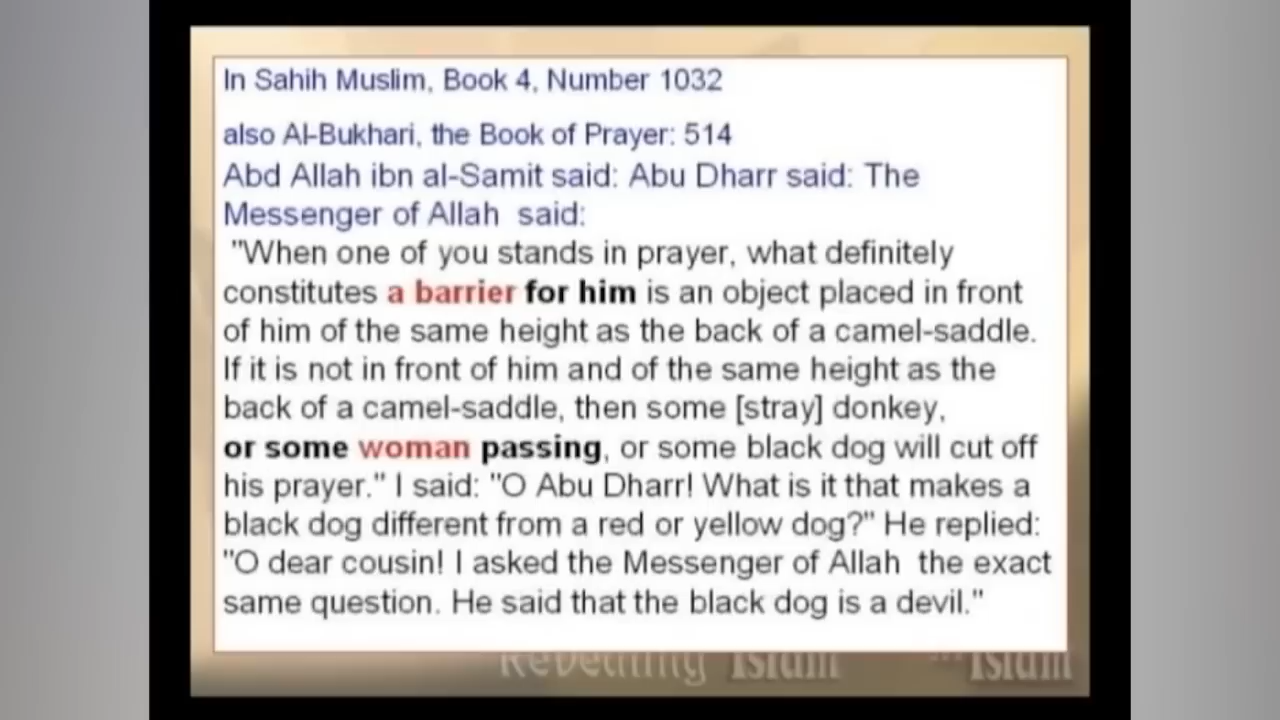 In Sahih Muslim, Book 4, Number 1032
also Al-Bukhari, the Book of Prayer: 514
Abd Allah ibn al-Samit said: Abu Dharr said: The
Messenger of Allah said:
"When one of you stands in prayer, what definitely
constitutes a barrier for him is an object placed in front
of him of the same height as the back of a camel-saddle.
If it is not in front of him and of the same height as the
back of a camel-saddle, then some [stray] donkey,
or some woman passing, or some black dog will cut off
his prayer." I said: "O Abu Dharr! What is it that makes a
black dog different from a red or yellow dog?" He replied:
"O dear cousin! I asked the Messenger of Allah the exact
same question. He said that the black dog is a devil."
Islam Islam